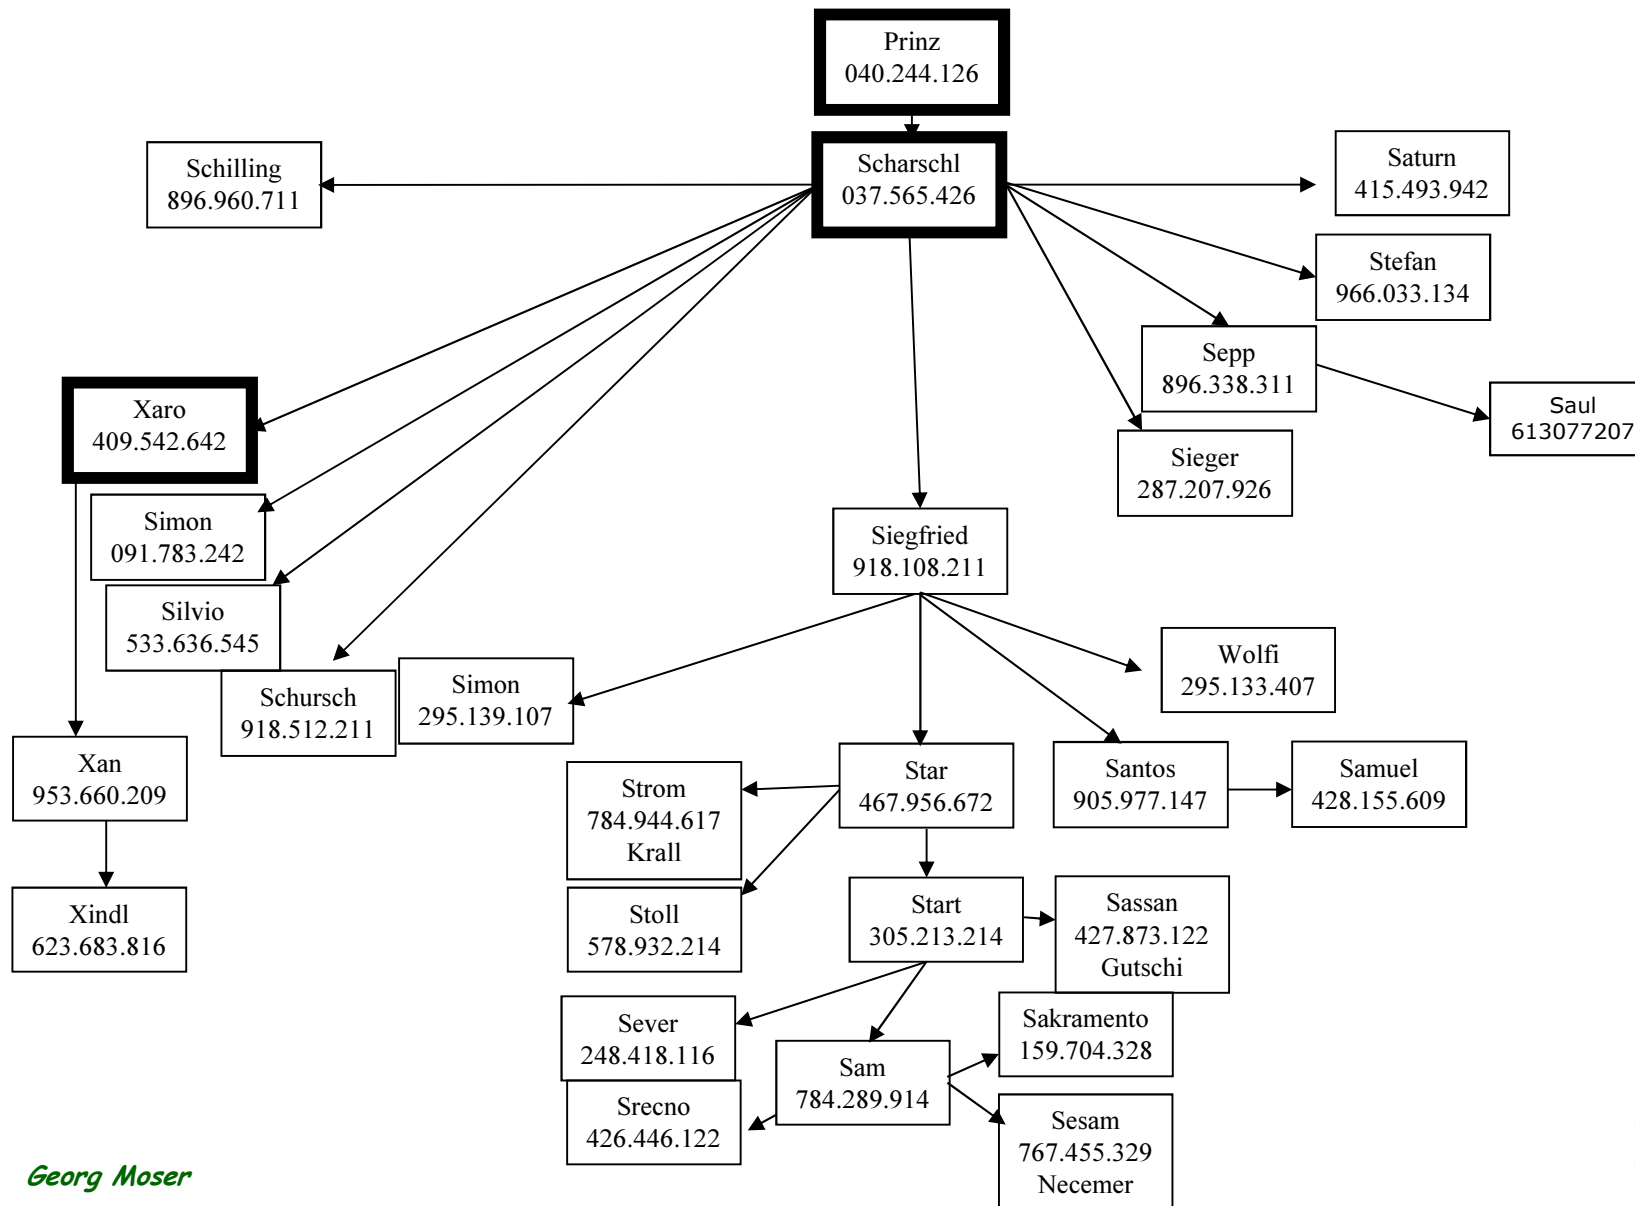 Prinz
040.244.126
Scharschl
037.565.426
Schilling
896.960.711
Saturn
415.493.942
Stefan
966.033.134
Sepp
896.338.311
Saul
613077207
Sieger
287.207.926
Xaro
409.542.642
Simon
091.783.242
Silvio
533.636.545
Schursch
918.512.211
Siegfried
918.108.211
Simon
295.139.107
Wolfi
295.133.407
Xan
953.660.209
Strom
784.944.617
Krall
Star
467.956.672
Santos
905.977.147
Samuel
428.155.609
Xindl
623.683.816
Stoll
578.932.214
Start
305.213.214
Sassan
427.873.122
Gutschi
Sever
248.418.116
Sam
784.289.914
Sakramento
159.704.328
Srecno
426.446.122
Sesam
767.455.329
Necemer
Georg Moser